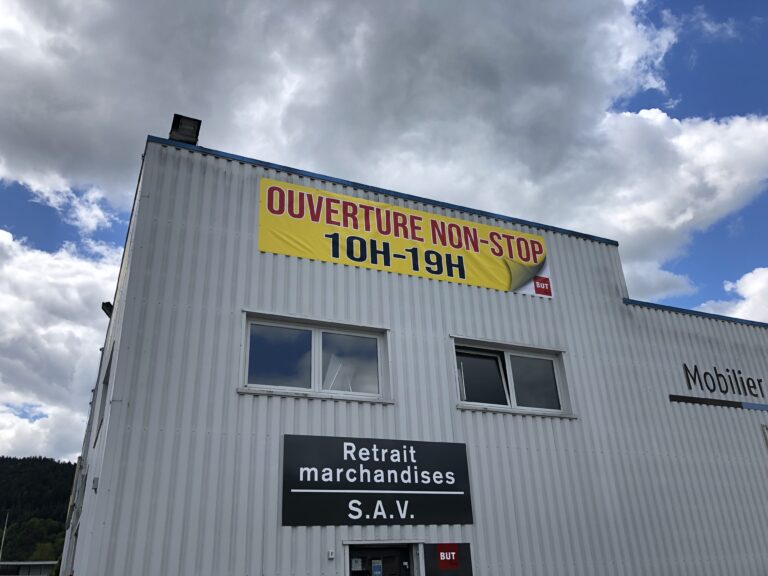 OUVERTURE NON-STOP
10H-19H
BUT
Mobilier
Retrait
marchandises
S.A.V.
BUT